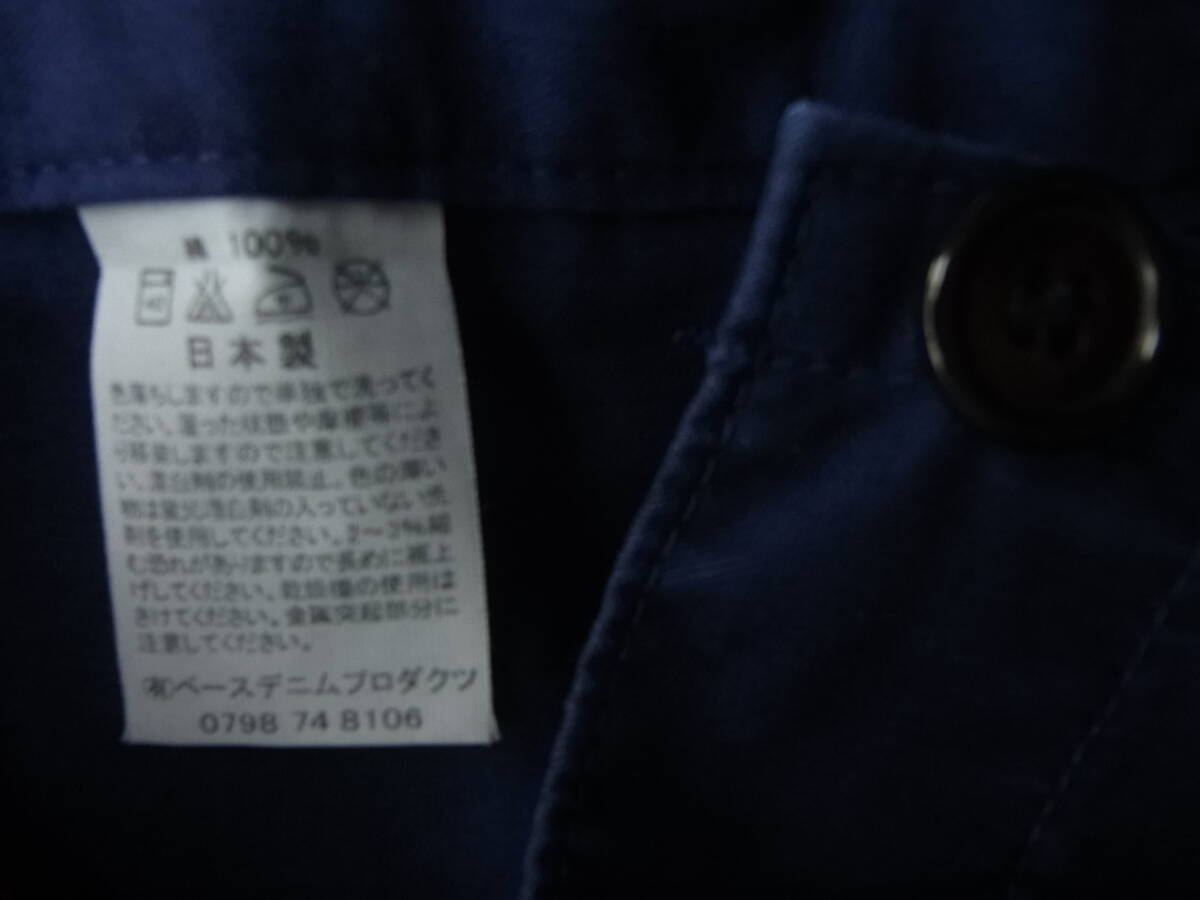 綿 100%
40
日本製
色落ちしますので単独で洗ってく
ださい。湿った状態や摩擦等によ
り移染しますので注意してくださ
い。漂白剤の使用禁止。色の薄い
物は蛍光漂白剤の入っていない洗
剤を使用してください。2〜3%縮
む恐れがありますので長めに裾上
げしてください。乾燥機の使用は
さけてください。金属突起部分に
注意してください。
㈲ベースデニムプロダクツ
0798 74 8106